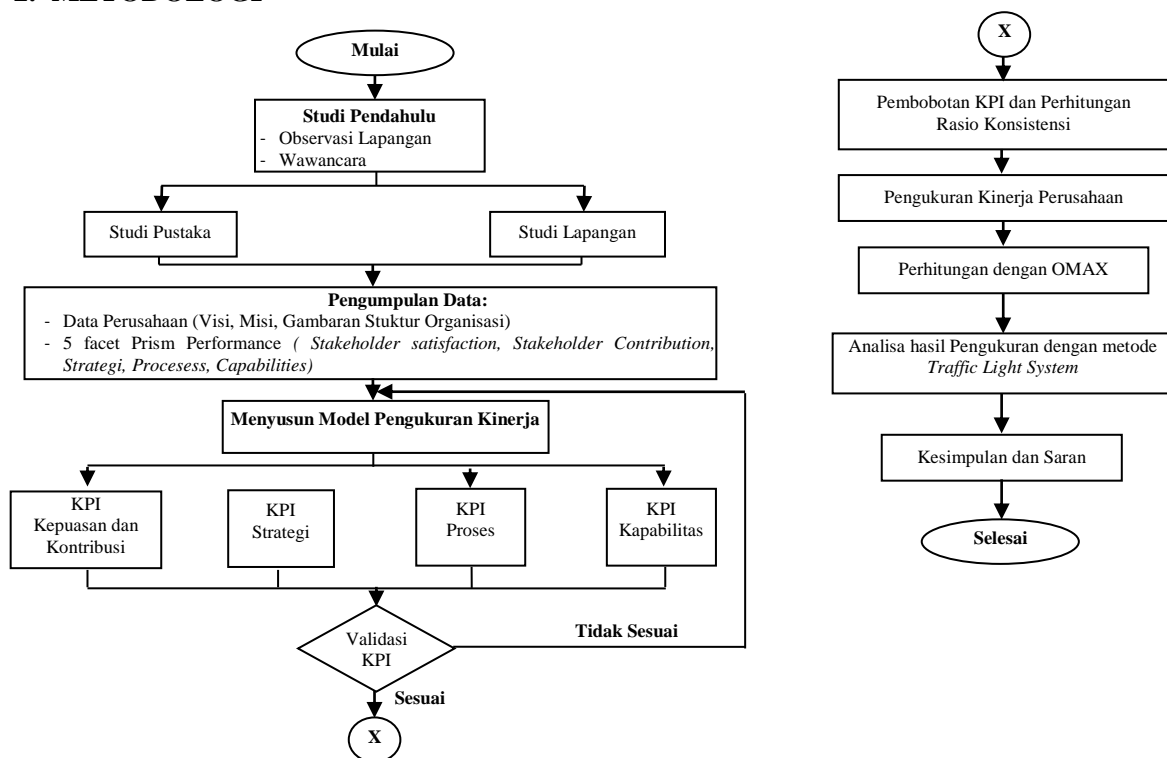 Mulai
Studi Pendahulu
- Observasi Lapangan
- Wawancara
Studi Pustaka
Studi Lapangan
Pengumpulan Data:
- Data Perusahaan (Visi, Misi, Gambaran Stuktur Organisasi)
- 5 facet Prism Performance ( Stakeholder satisfaction, Stakeholder Contribution,
Strategi, Procesess, Capabilities)
Menyusun Model Pengukuran Kinerja
KPI
Kepuasan dan
Kontribusi
KPI
Strategi
KPI
Proses
KPI
Kapabilitas
Validasi
KPI
Tidak Sesuai
Sesuai
X
X
Pembobotan KPI dan Perhitungan
Rasio Konsistensi
Pengukuran Kinerja Perusahaan
Perhitungan dengan OMAX
Analisa hasil Pengukuran dengan metode
Traffic Light System
Kesimpulan dan Saran
Selesai